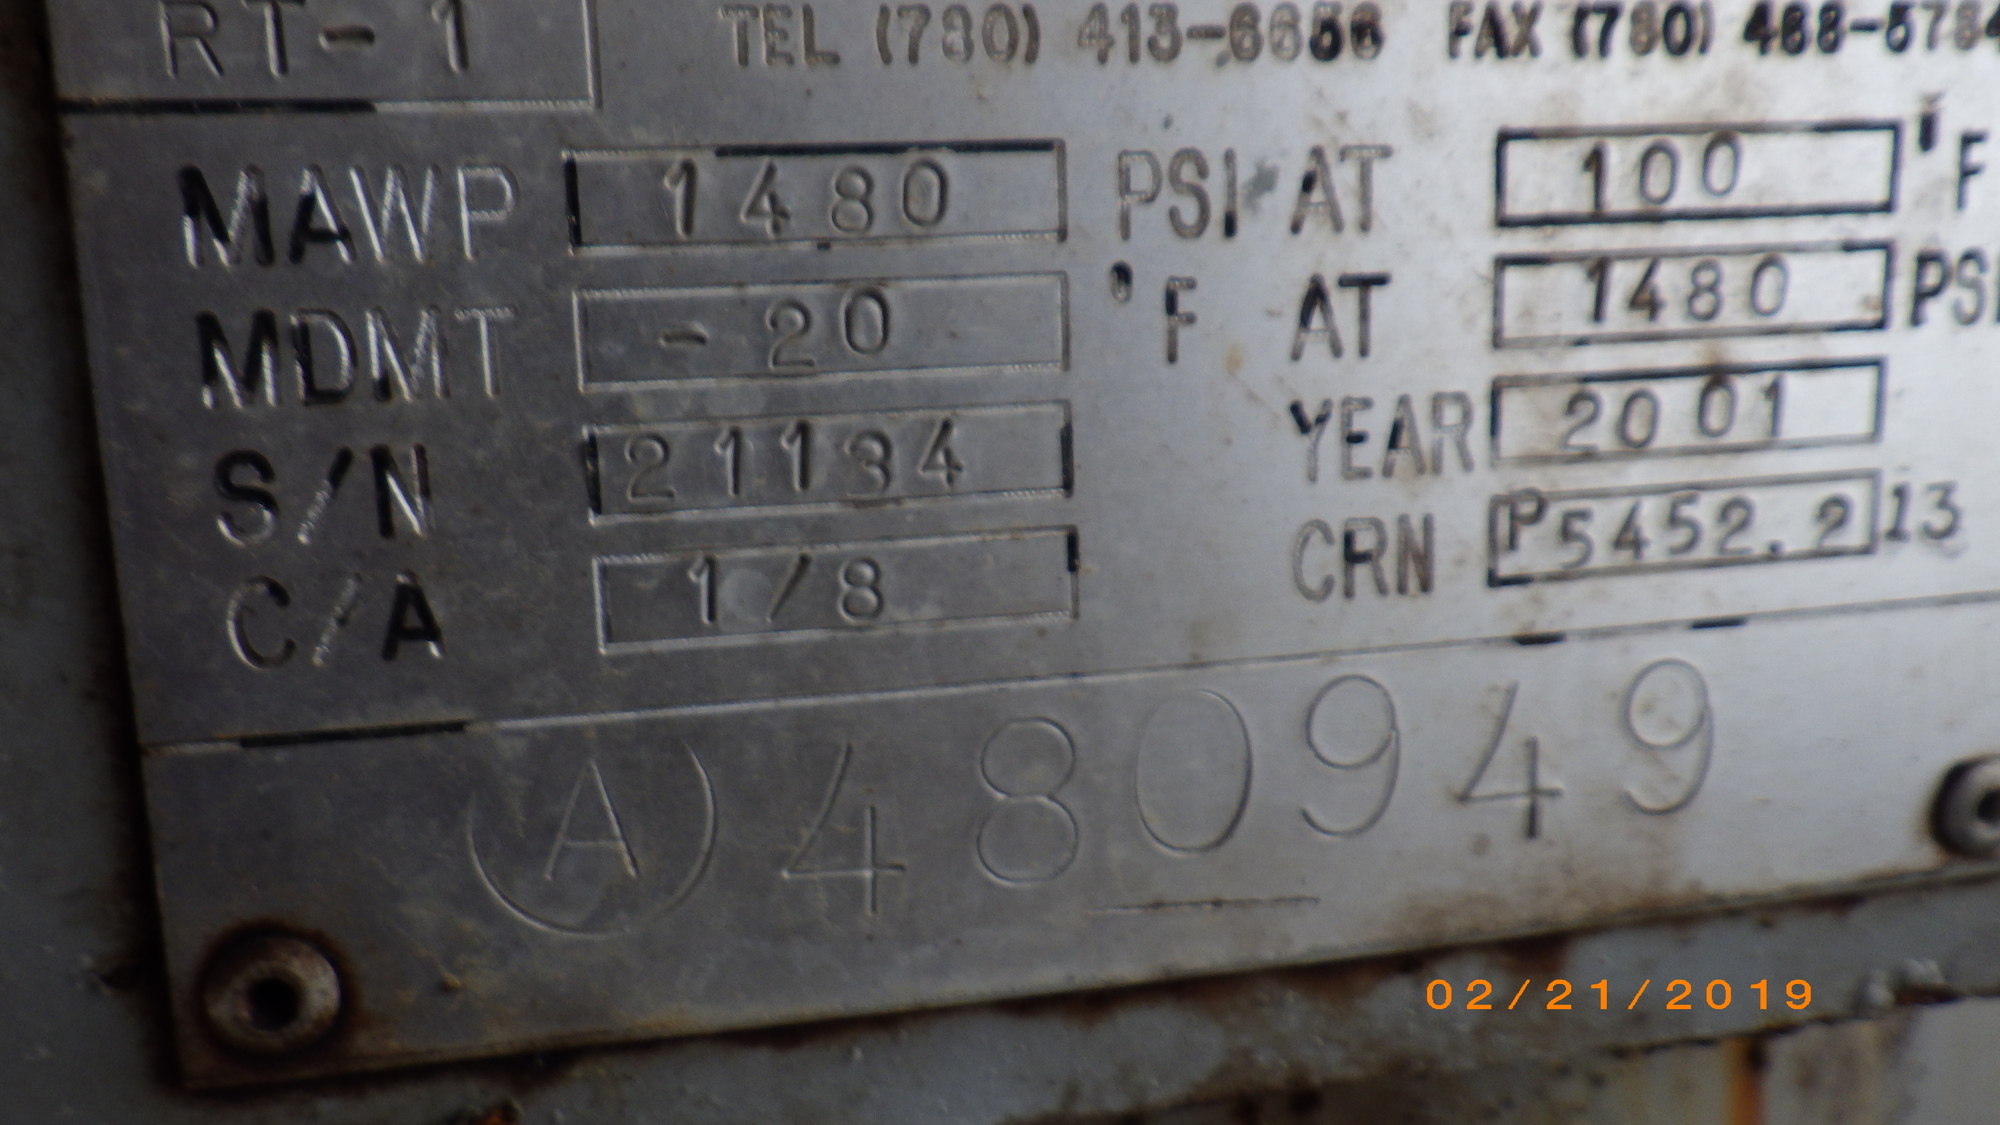 RT-1 TEL (780) 413-6656 FAX (780) 468-5784
MAWP 1480 PSI AT 100 °F
MDMT -20 °F AT 1480 PSI
S/N 21134 YEAR 2001
C/A 1/8 CRN P5452.213
(A) 480949
02/21/2019